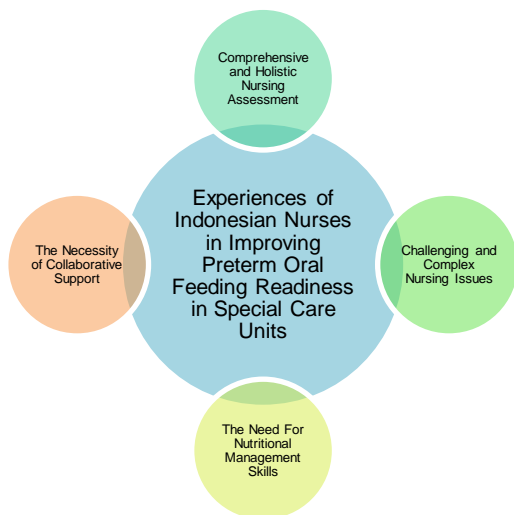 Comprehensive
and Holistic
Nursing
Assessment
Experiences of
Indonesian Nurses
in Improving
Preterm Oral
Feeding Readiness
in Special Care
Units
The Necessity
of Collaborative
Support
Challenging and
Complex
Nursing Issues
The Need For
Nutritional
Management
Skills